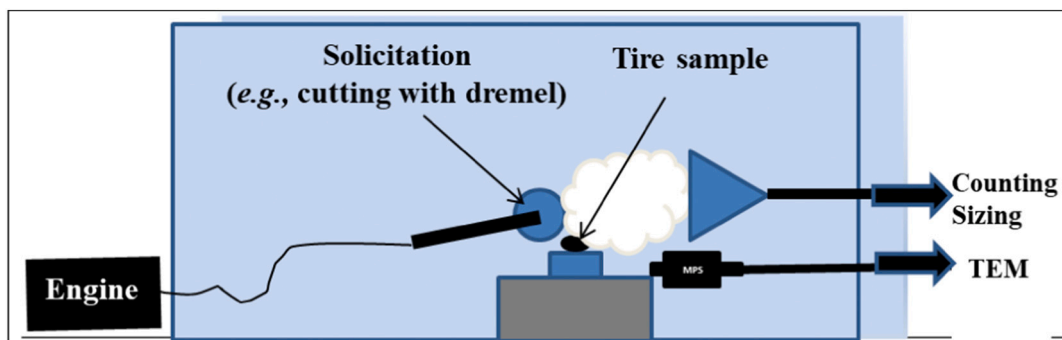 Solicitation
(e.g., cutting with dremel)
Tire sample
Counting
Sizing
MPS
TEM
Engine